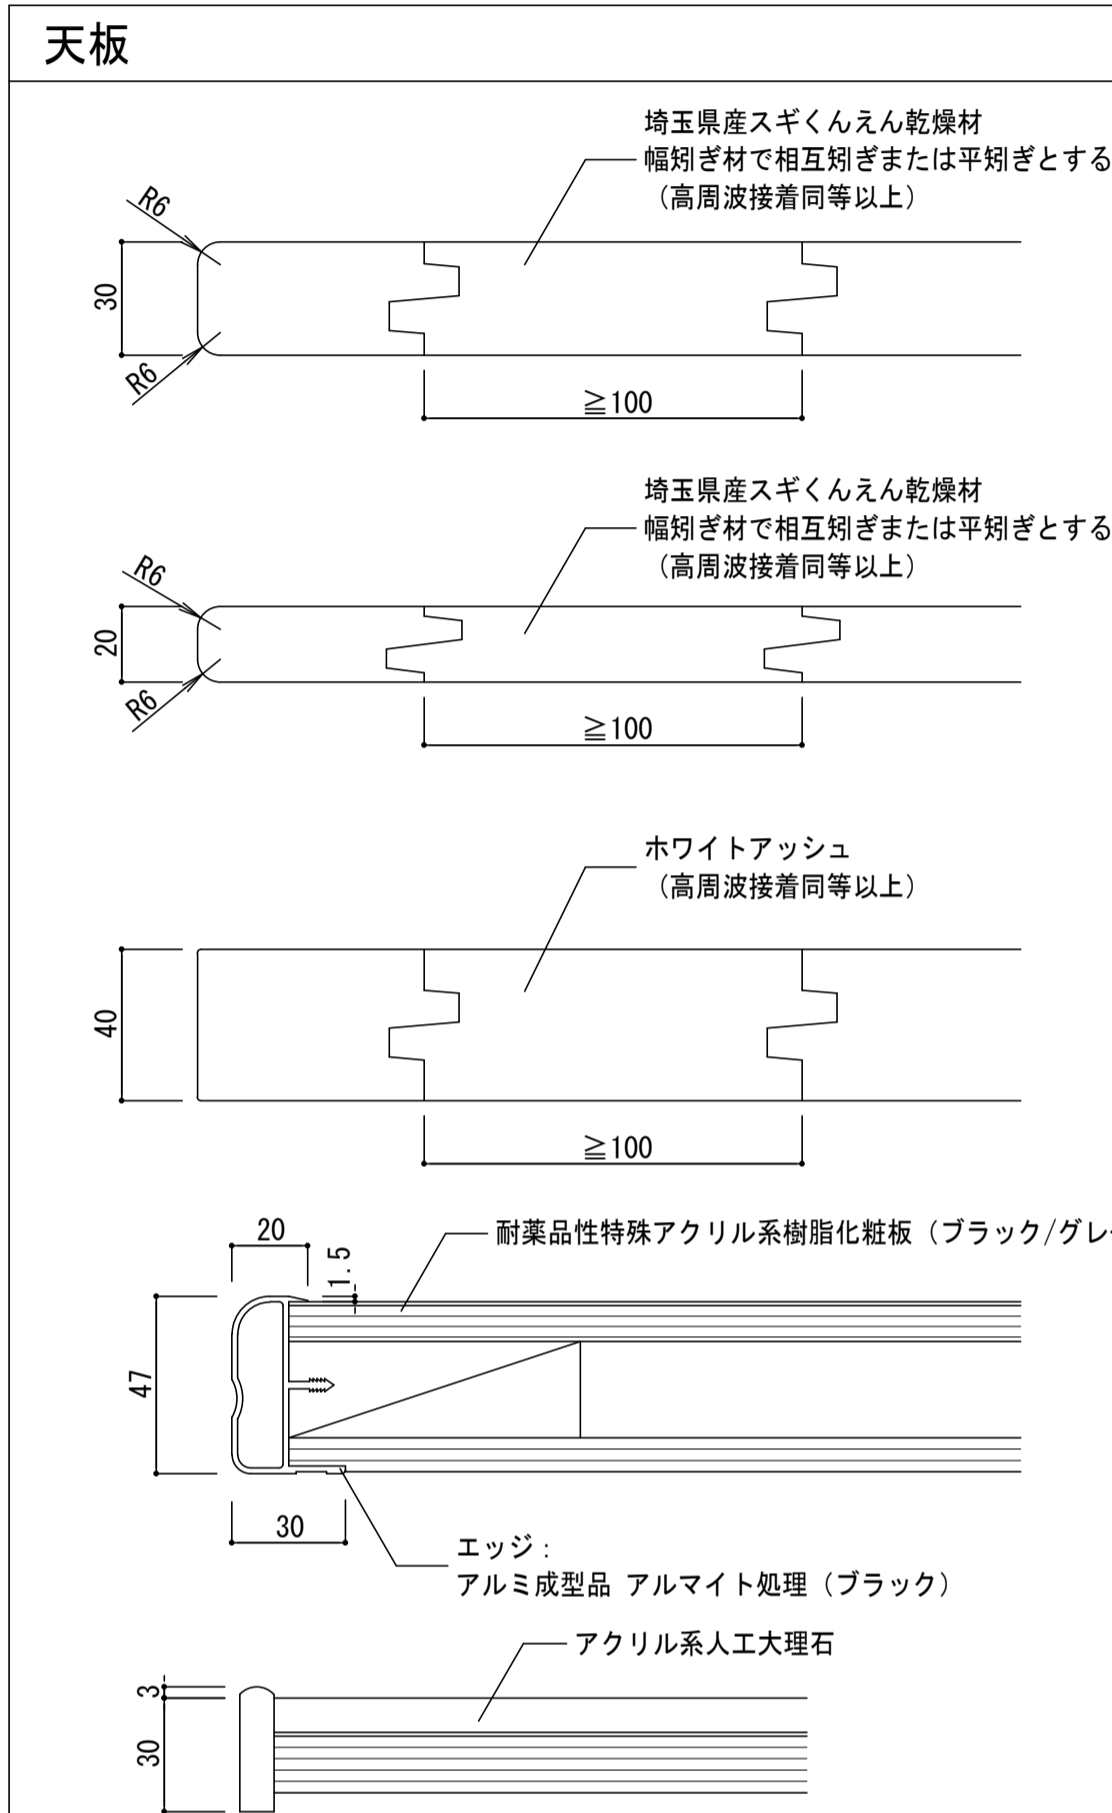 天板
埼玉県産スギくんえん乾燥材
幅矧ぎ材で相互矧ぎまたは平矧ぎとする
（高周波接着同等以上）
R6
30
R6
≧100
埼玉県産スギくんえん乾燥材
幅矧ぎ材で相互矧ぎまたは平矧ぎとする
（高周波接着同等以上）
R6
20
R6
≧100
ホワイトアッシュ
（高周波接着同等以上）
40
≧100
耐薬品性特殊アクリル系樹脂化粧板（ブラック/グレ
20
1.5
47
30
エッジ：
アルミ成型品 アルマイト処理（ブラック）
アクリル系人工大理石
3
30